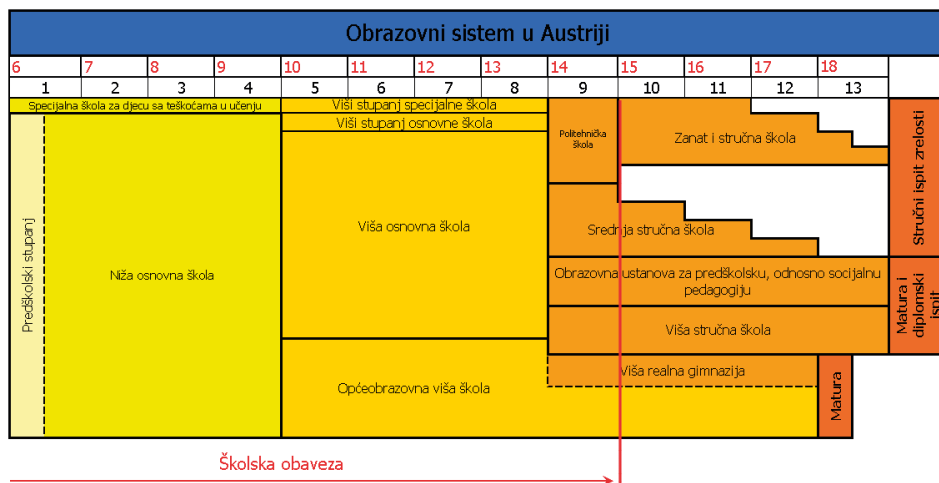 Obrazovni sistem u Austriji
6 7 8 9 10 11 12 13 14 15 16 17 18
1 2 3 4 5 6 7 8 9 10 11 12 13
Specijalna škola za djecu sa teškoćama u učenju
Viši stupanj specijalne škola
Viši stupanj osnovne škola
Politehnička
škola
Zanat i stručna škola
Stručni ispit zrelosti
Predškolski stupanj
Niža osnovna škola
Viša osnovna škola
Srednja stručna škola
Obrazovna ustanova za predškolsku, odnosno socijalnu
pedagogiju
Matura i
diplomski
ispit
Viša stručna škola
Općeobrazovna viša škola
Viša realna gimnazija
Matura
Školska obaveza